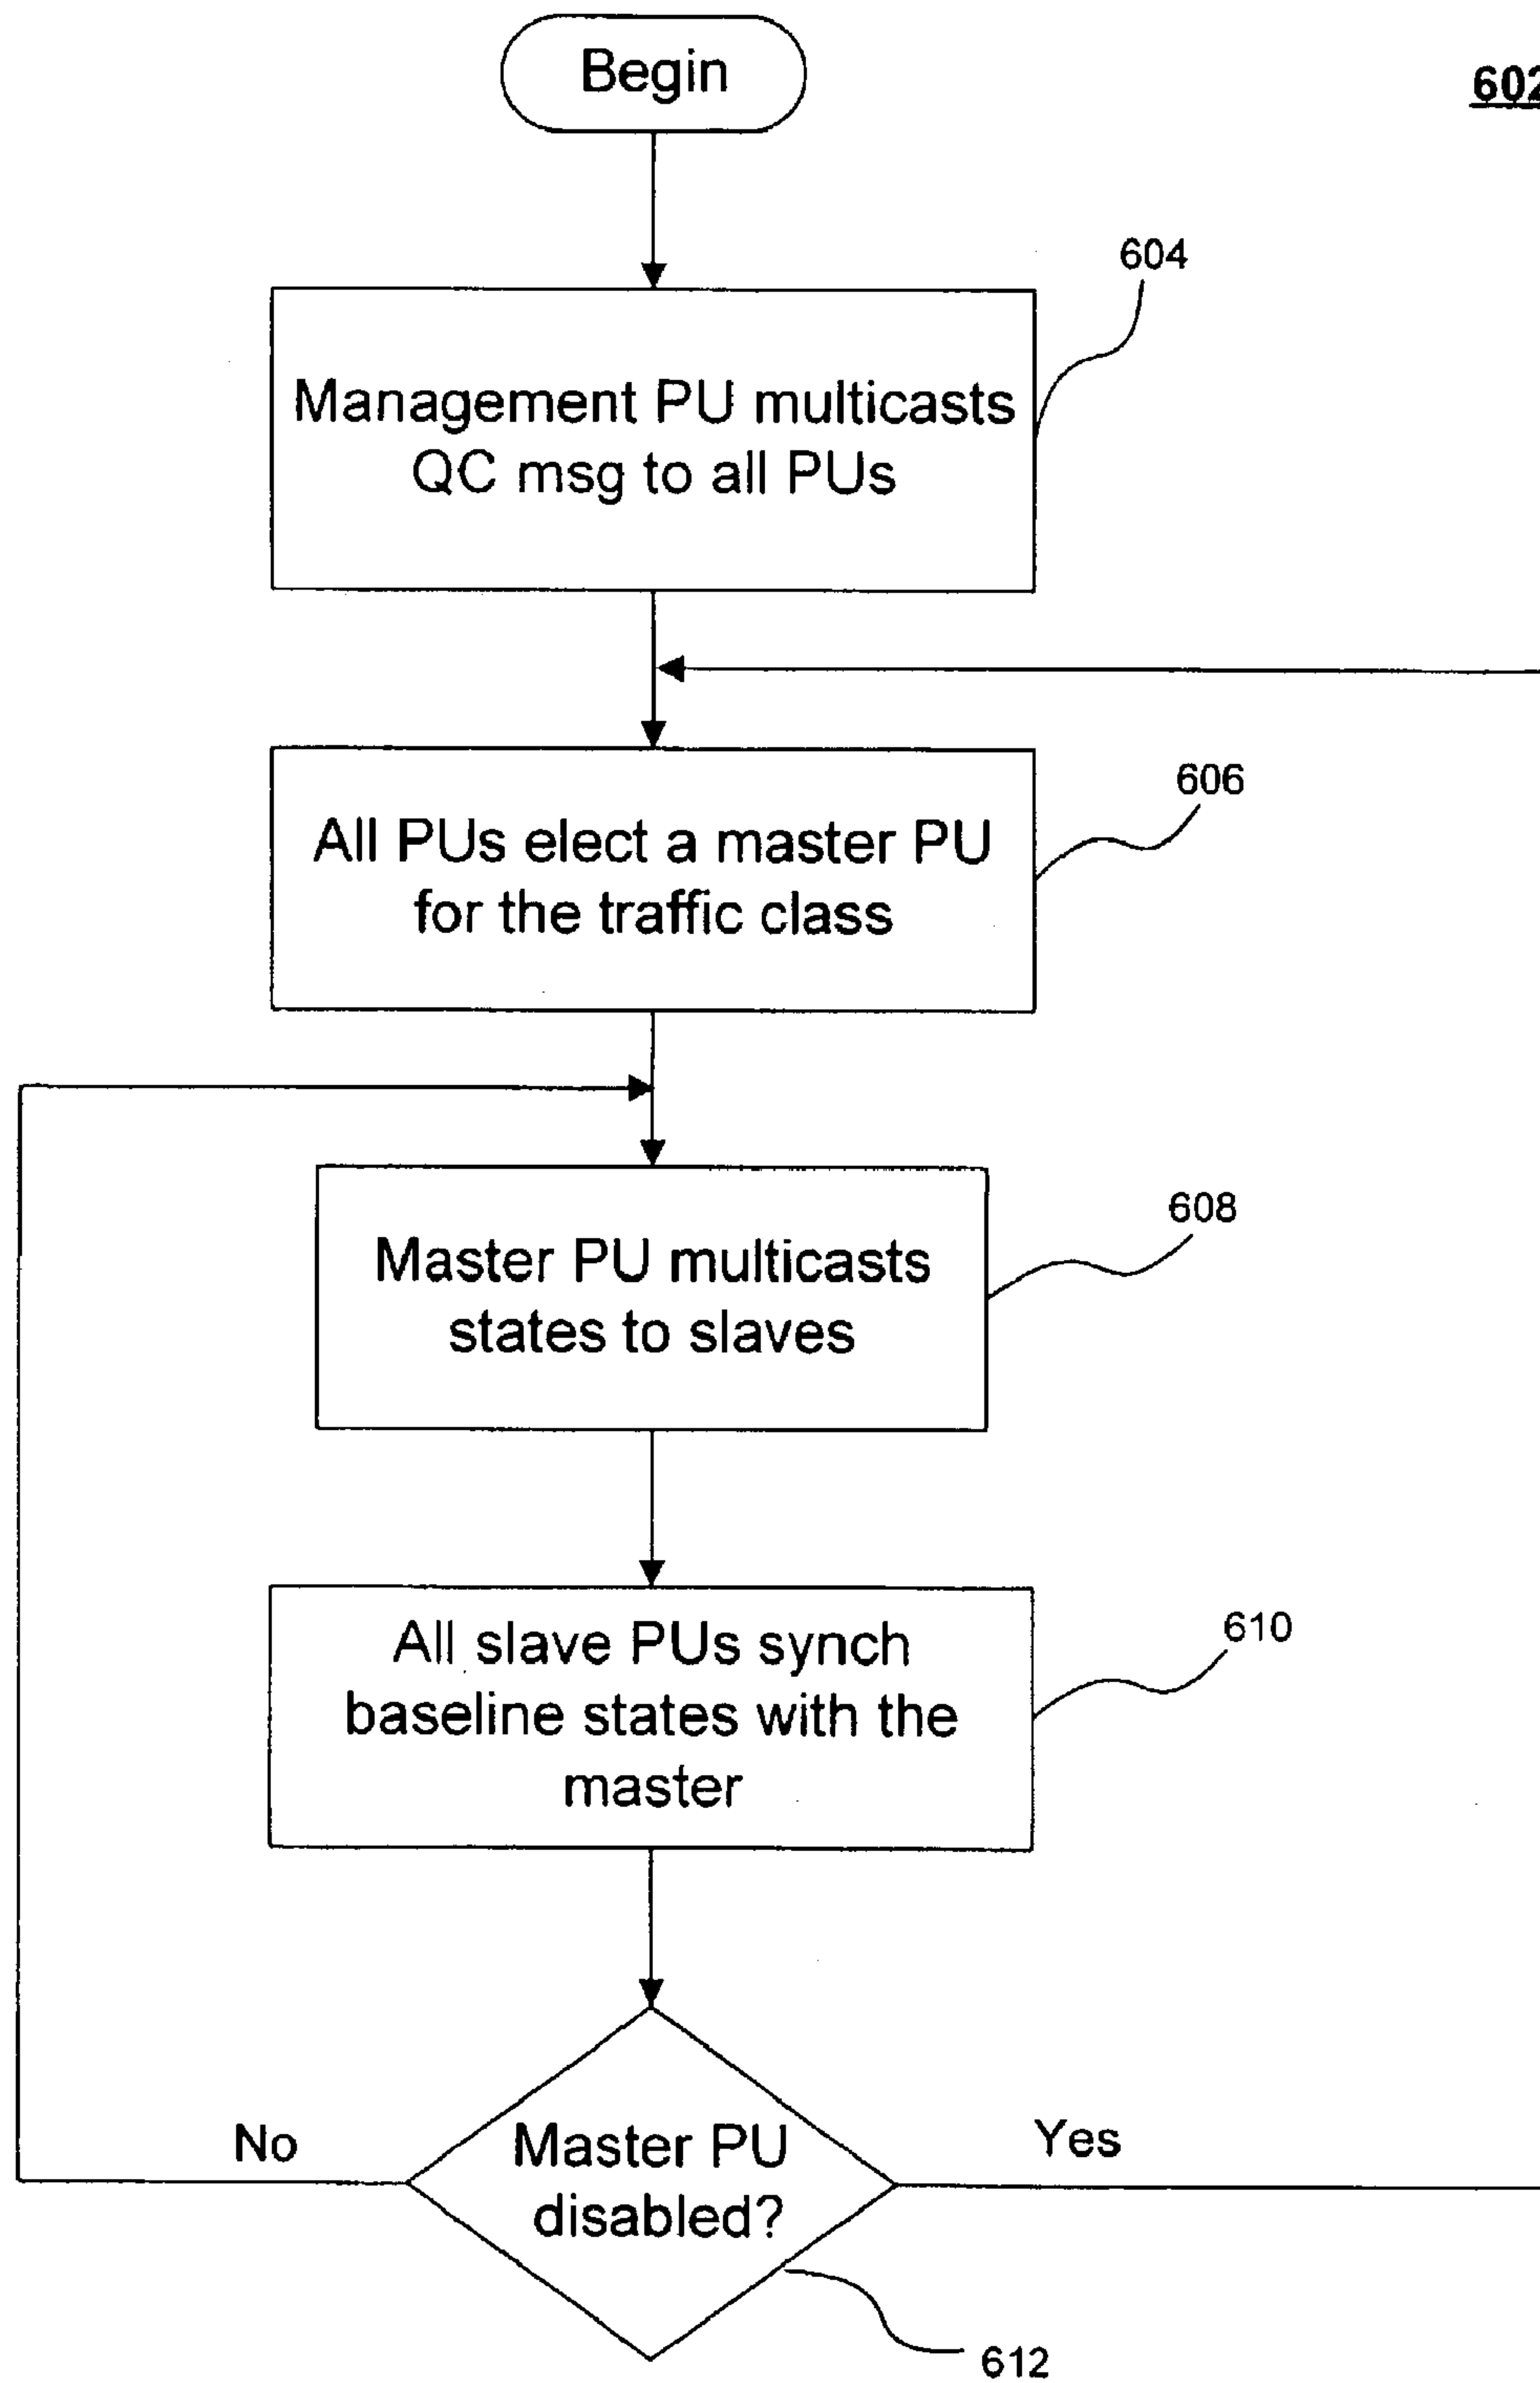 Begin
602
604
Management PU multicasts
QC msg to all PUs
606
All PUs elect a master PU
for the traffic class
608
Master PU multicasts
states to slaves
610
All slave PUs synch
baseline states with the
master
No
Yes
Master PU
disabled?
612